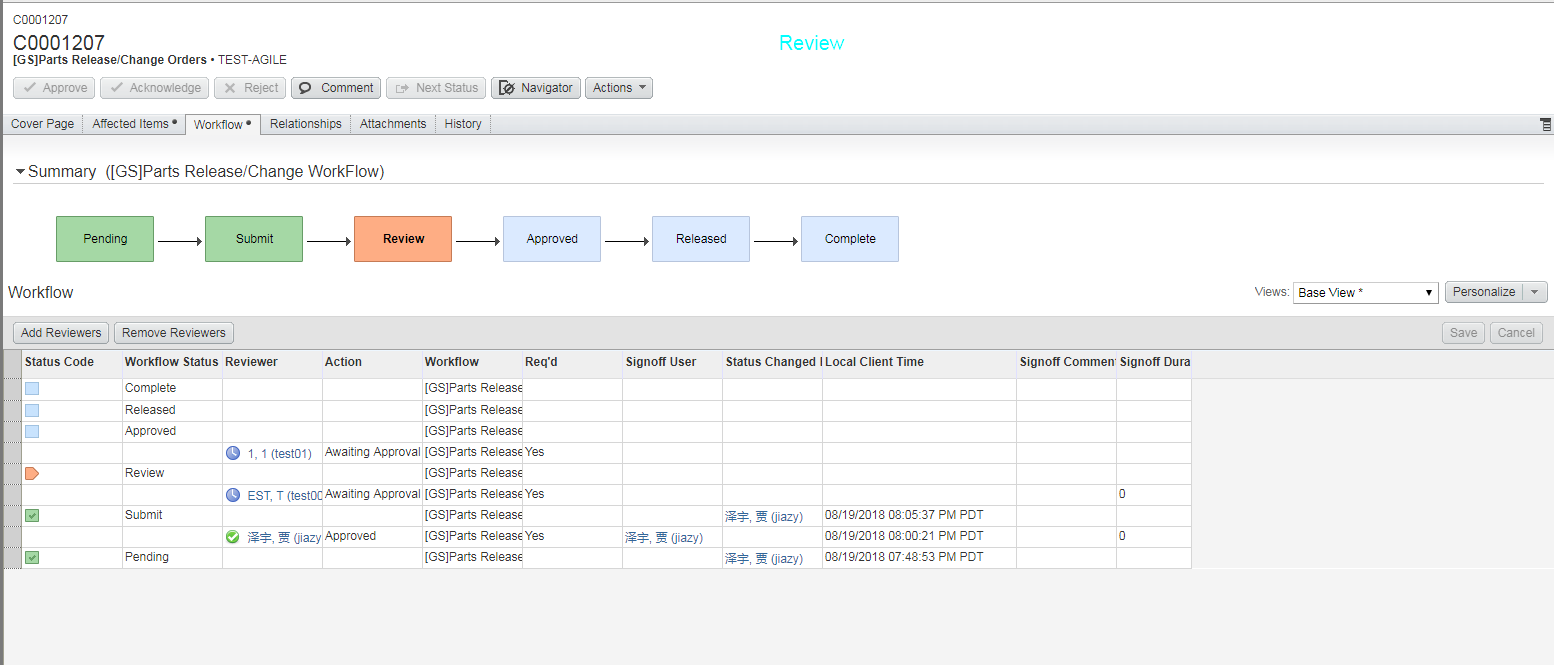 C0001207
C0001207
Review
[GS]Parts Release/Change Orders • TEST-AGILE
Approve Acknowledge Reject Comment Next Status Navigator Actions
Cover Page Affected Items • Workflow • Relationships Attachments History
Summary ([GS]Parts Release/Change WorkFlow)
Pending Submit Review Approved Released Complete
Workflow Views: Base View * Personalize
Add Reviewers Remove Reviewers Save Cancel
Status Code Workflow Status Reviewer Action Workflow Req'd Signoff User Status Changed Local Client Time Signoff Commen Signoff Dura
Complete [GS]Parts Release
Released [GS]Parts Release
Approved [GS]Parts Release
1, 1 (test01) Awaiting Approval [GS]Parts Release Yes
Review [GS]Parts Release
EST, T (test00 Awaiting Approval [GS]Parts Release Yes 0
Submit [GS]Parts Release 泽宇, 贾 (jiazy) 08/19/2018 08:05:37 PM PDT
泽宇, 贾 (jiazy Approved [GS]Parts Release Yes 泽宇, 贾 (jiazy) 08/19/2018 08:00:21 PM PDT 0
Pending [GS]Parts Release 泽宇, 贾 (jiazy) 08/19/2018 07:48:53 PM PDT